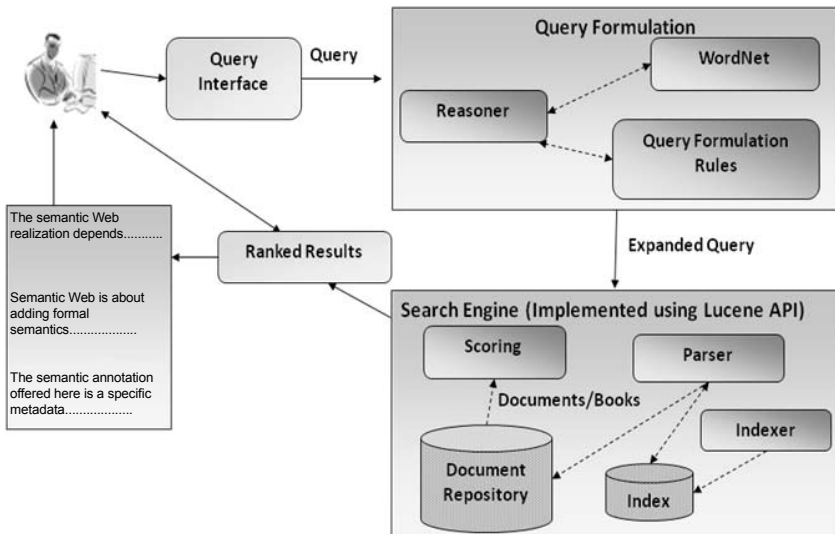 Query
Interface
Query
Query Formulation
WordNet
Reasoner
Query Formulation
Rules
Expanded Query
The semantic Web
realization depends...........
Semantic Web is about
adding formal
semantics...................
The semantic annotation
offered here is a specific
metadata...................
Ranked Results
Search Engine (Implemented using Lucene API)
Scoring
Parser
Documents/Books
Indexer
Document
Repository
Index